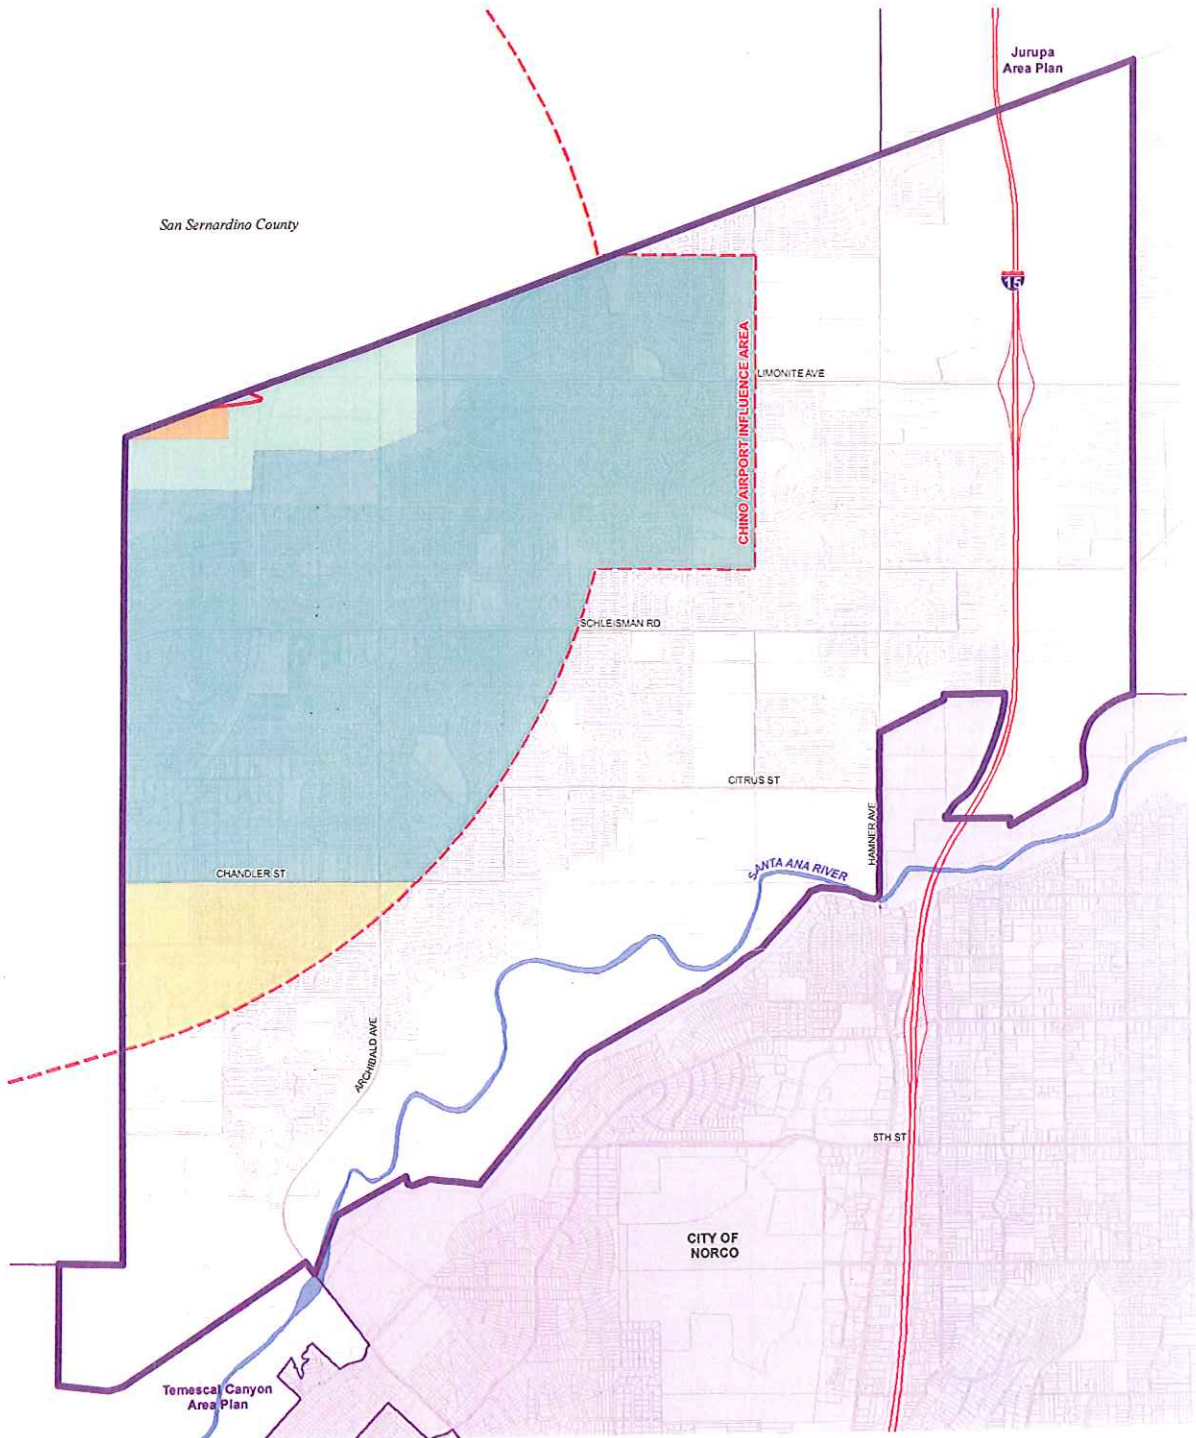 Jurupa
Area Plan
San Sernardino County
15
CHINO AIRPORT INFLUENCE AREA
LIMONITE AVE
SCHLEISMAN RD
CITRUS ST
HAMNER AVE
CHANDLER ST
SANTA ANA RIVER
ARCHIBALD AVE
5TH ST
CITY OF
NORCO
Temescal Canyon
Area Plan